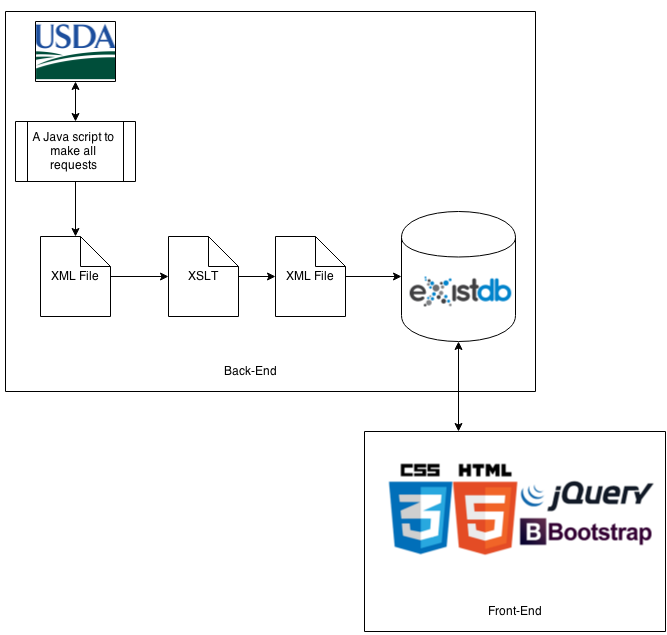 USDA
A Java script to
make all
requests
XML File
XSLT
XML File
eXistdb
Back-End
CSS
HTML
3
5
jQuery
B Bootstrap
Front-End